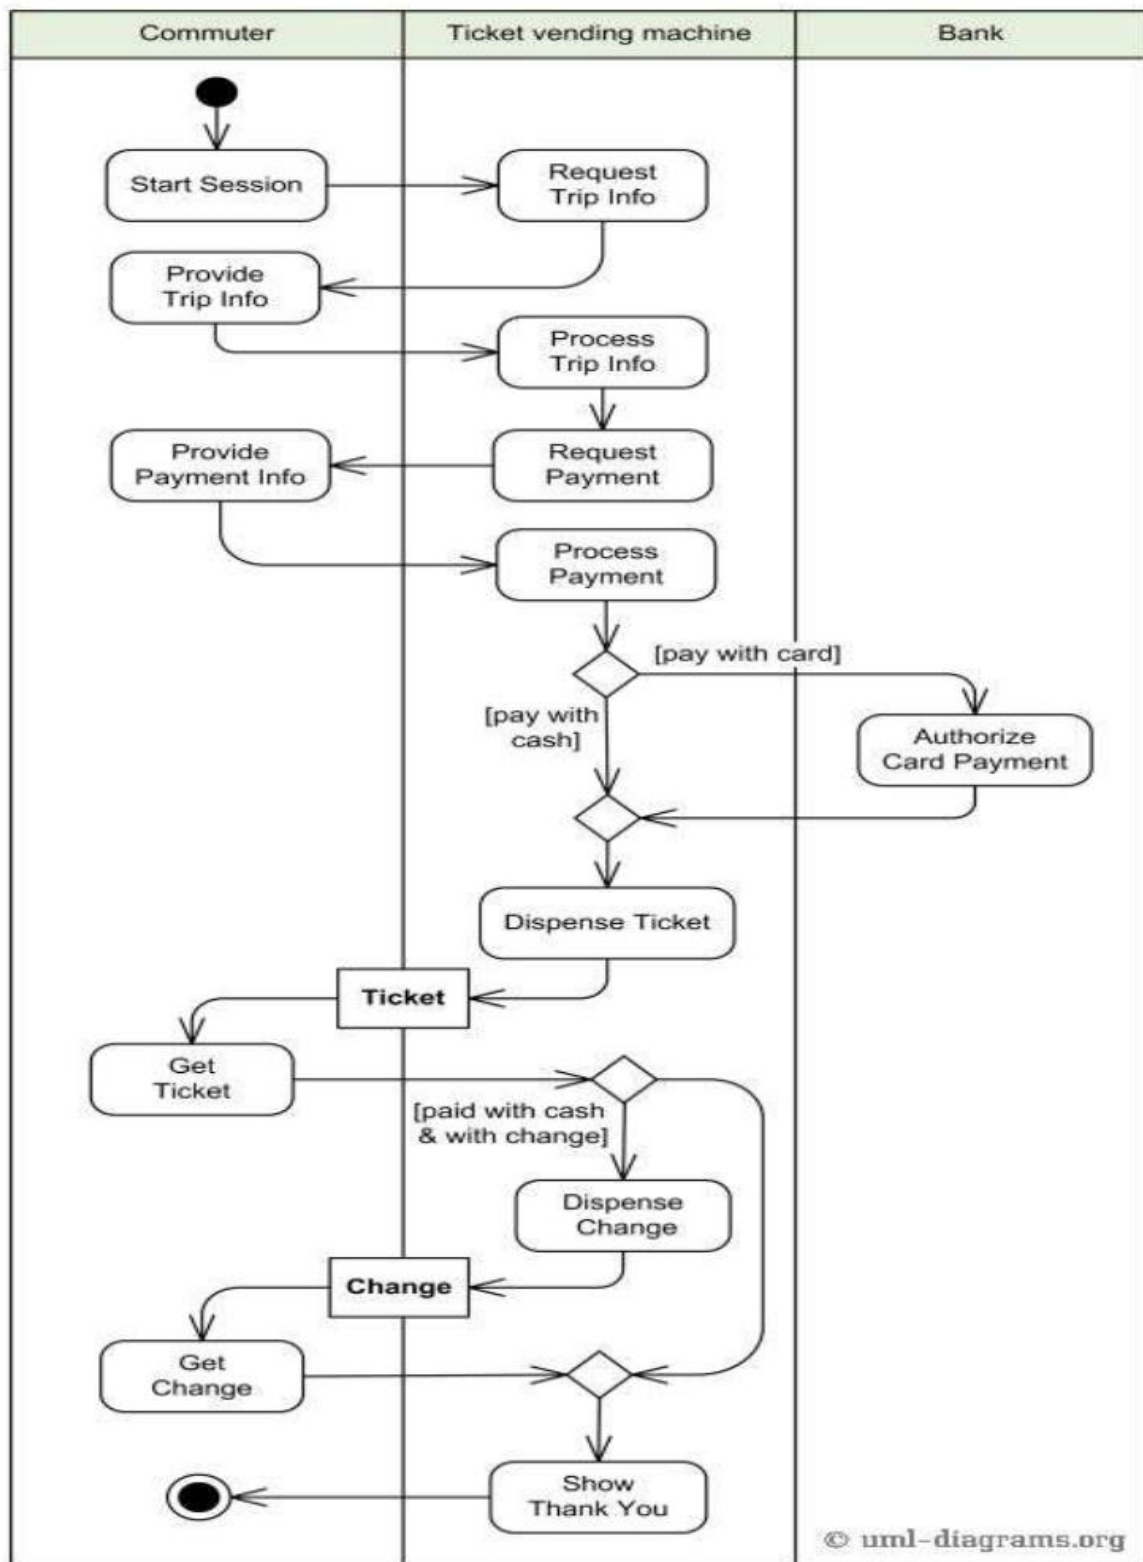 Commuter
Ticket vending machine
Bank
Start Session
Request
Trip Info
Provide
Trip Info
Process
Trip Info
Provide
Payment Info
Request
Payment
Process
Payment
[pay with card]
[pay with
cash]
Authorize
Card Payment
Dispense Ticket
Ticket
Get
Ticket
[paid with cash
& with change]
Dispense
Change
Change
Get
Change
Show
Thank You
© uml-diagrams.org